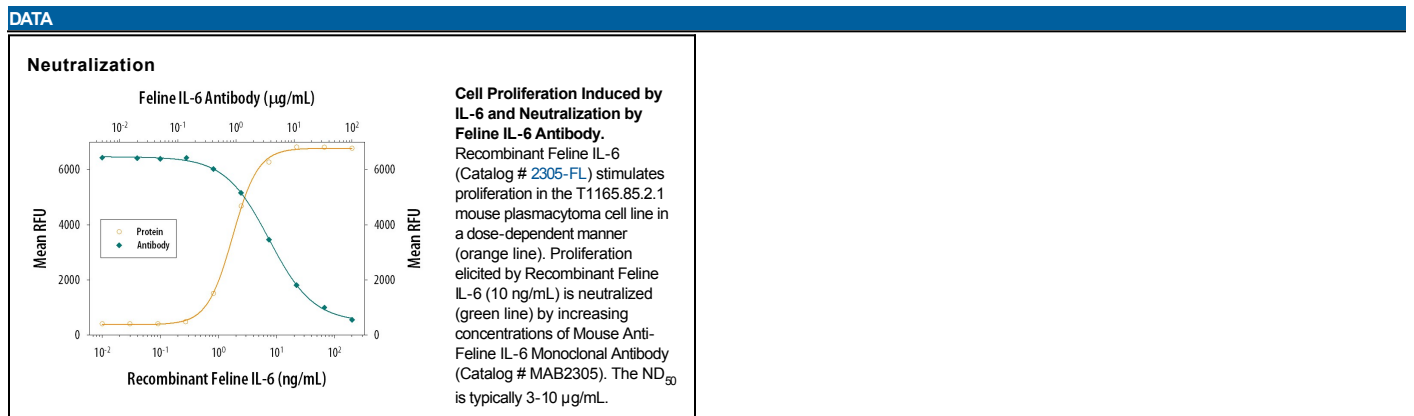 DATA
Neutralization
Feline IL-6 Antibody (µg/mL)
10⁻² 10⁻¹ 10⁰ 10¹ 10²
6000 6000
4000 4000
2000 2000
0 0
Mean RFU
Mean RFU
Protein
Antibody
10⁻² 10⁻¹ 10⁰ 10¹ 10²
Recombinant Feline IL-6 (ng/mL)
Cell Proliferation Induced by
IL-6 and Neutralization by
Feline IL-6 Antibody.
Recombinant Feline IL-6
(Catalog # 2305-FL) stimulates
proliferation in the T1165.85.2.1
mouse plasmacytoma cell line in
a dose-dependent manner
(orange line). Proliferation
elicited by Recombinant Feline
IL-6 (10 ng/mL) is neutralized
(green line) by increasing
concentrations of Mouse Anti-
Feline IL-6 Monoclonal Antibody
(Catalog # MAB2305). The ND₅₀
is typically 3-10 µg/mL.